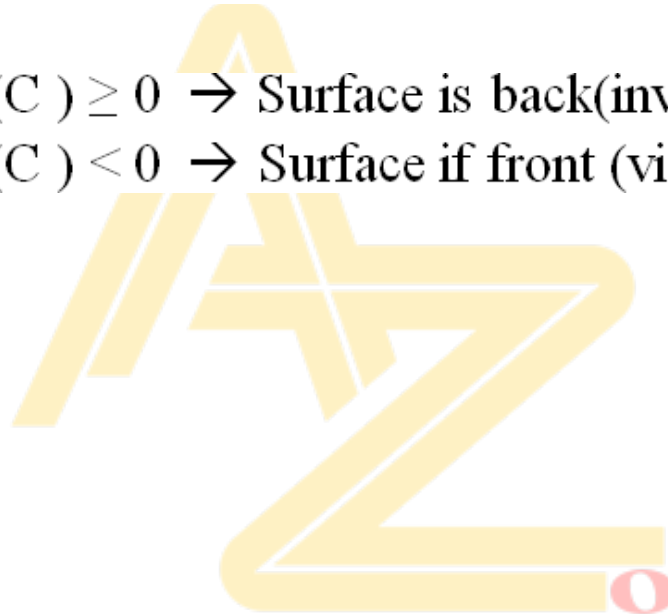 (C ) ≥ 0 → Surface is back(inv
(C ) < 0 → Surface if front (vi